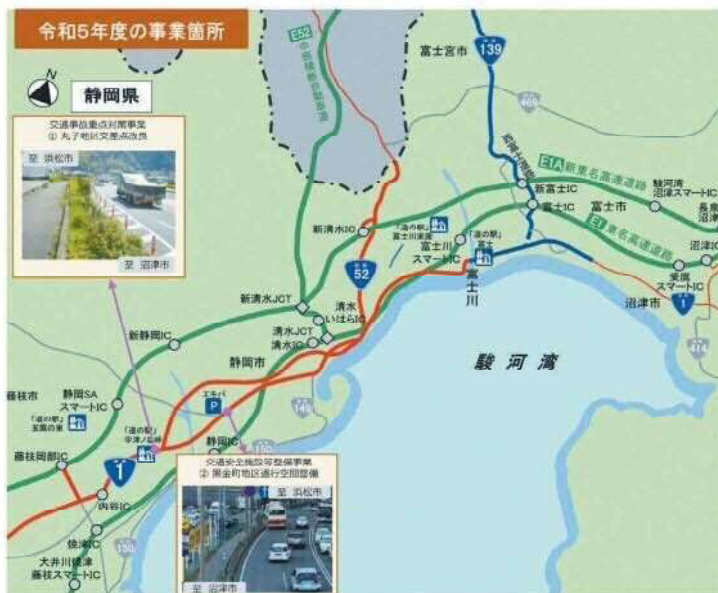 令和5年度の事業箇所
N
静岡県
交通事故重点対策事業
① 丸子地区交差点改良
至 浜松市
至 沼津市
E52
中部横断自動車道
富士宮市
139
469
西富士道路
E1A 新東名高速道路
新富士IC
富士IC
富士市
駿河湾
沼津スマートIC
長泉
沼津IC
E1 東名高速道路
愛鷹
スマートIC
沼津市
1
414
新清水IC
「道の駅」
富士川楽座
富士川
スマートIC
「道の駅」
富士
富士川
52
新清水JCT
清水
いはらIC
清水JCT
清水IC
新静岡IC
静岡市
駿河湾
藤枝市
静岡SA
スマートIC
「道の駅」
玉露の里
エキパ
P
149
150
静岡IC
「道の駅」
宇津ノ谷峠
藤枝岡部IC
1
内谷IC
焼津IC
150
大井川焼津
藤枝スマートIC
交通安全施設等整備事業
② 黒金町地区通行空間整備
至 浜松市
至 沼津市